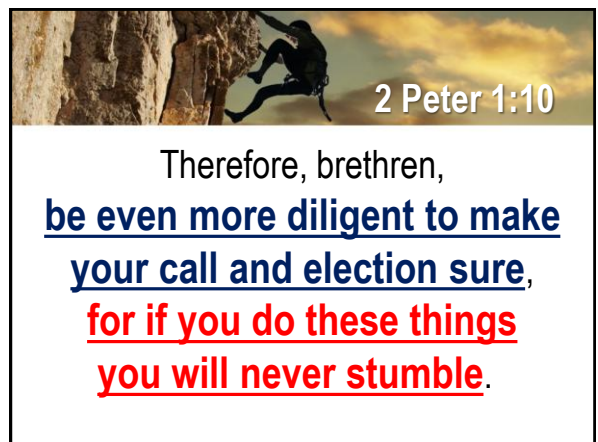 2 Peter 1:10
Therefore, brethren,
be even more diligent to make
your call and election sure,
for if you do these things
you will never stumble.